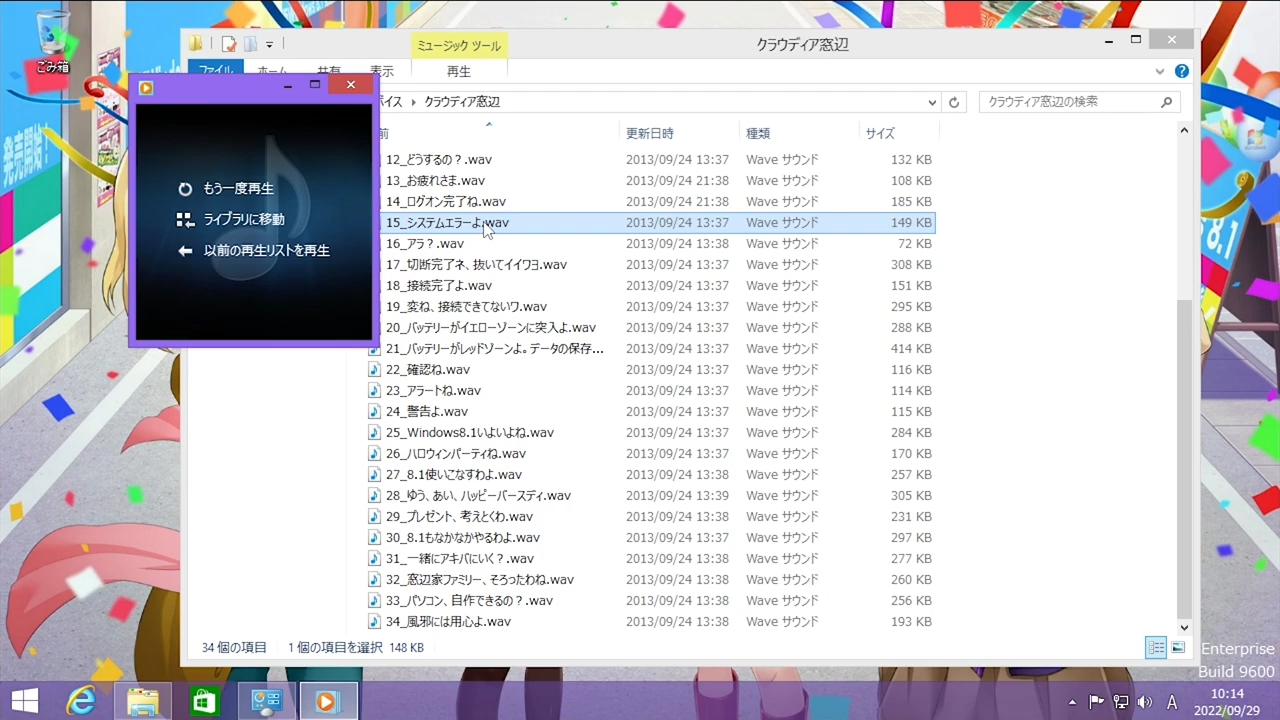 ごみ箱
発売開始!
8.1
ミュージック ツール
クラウディア窓辺
ファイル
ホーム
共有
表示
再生
ボイス
クラウディア窓辺
クラウディア窓辺の検索
前
更新日時
種類
サイズ
12_どうするの？.wav 2013/09/24 13:37 Wave サウンド 132 KB
13_お疲れさま.wav 2013/09/24 21:38 Wave サウンド 108 KB
14_ログオン完了ね.wav 2013/09/24 21:38 Wave サウンド 185 KB
15_システムエラーよ.wav 2013/09/24 13:37 Wave サウンド 149 KB
16_アラ？.wav 2013/09/24 13:38 Wave サウンド 72 KB
17_切断完了ネ、抜いてイイワヨ.wav 2013/09/24 13:37 Wave サウンド 308 KB
18_接続完了よ.wav 2013/09/24 13:37 Wave サウンド 151 KB
19_変ね、接続できてないワ.wav 2013/09/24 13:37 Wave サウンド 295 KB
20_バッテリーがイエローゾーンに突入よ.wav 2013/09/24 13:37 Wave サウンド 288 KB
21_バッテリーがレッドゾーンよ。データの保存... 2013/09/24 13:37 Wave サウンド 414 KB
22_確認ね.wav 2013/09/24 13:37 Wave サウンド 116 KB
23_アラートね.wav 2013/09/24 13:37 Wave サウンド 114 KB
24_警告よ.wav 2013/09/24 13:37 Wave サウンド 115 KB
25_Windows8.1いよいよね.wav 2013/09/24 13:37 Wave サウンド 284 KB
26_ハロウィンパーティね.wav 2013/09/24 13:37 Wave サウンド 170 KB
27_8.1使いこなすわよ.wav 2013/09/24 13:38 Wave サウンド 257 KB
28_ゆう、あい、ハッピーバースディ.wav 2013/09/24 13:39 Wave サウンド 305 KB
29_プレゼント、考えとくわ.wav 2013/09/24 13:38 Wave サウンド 231 KB
30_8.1もなかなかやるわよ.wav 2013/09/24 13:37 Wave サウンド 297 KB
31_一緒にアキバにいく？.wav 2013/09/24 13:38 Wave サウンド 277 KB
32_窓辺家ファミリー、そろったわね.wav 2013/09/24 13:38 Wave サウンド 260 KB
33_パソコン、自作できるの？.wav 2013/09/24 13:38 Wave サウンド 256 KB
34_風邪には用心よ.wav 2013/09/24 13:38 Wave サウンド 193 KB
もう一度再生
ライブラリに移動
以前の再生リストを再生
34 個の項目
1 個の項目を選択 148 KB
Enterprise
Build 9600
A
10:14
2022/09/29